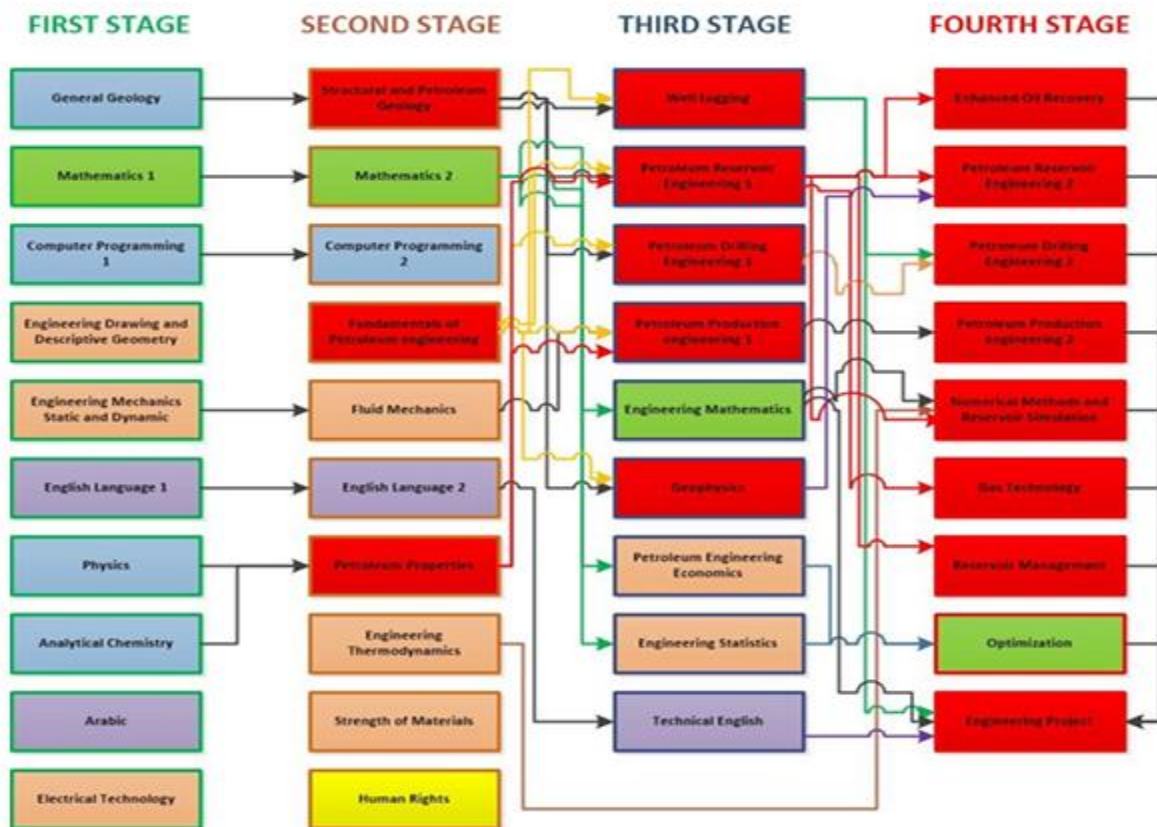 FIRST STAGE
SECOND STAGE
THIRD STAGE
FOURTH STAGE
General Geology
Structural and Petroleum
Geology
Well Logging
Enhanced Oil Recovery
Mathematics 1
Mathematics 2
Petroleum Reservoir
Engineering 1
Petroleum Reservoir
Engineering 2
Computer Programming
1
Computer Programming
2
Petroleum Drilling
Engineering 1
Petroleum Drilling
Engineering 2
Engineering Drawing and
Descriptive Geometry
Fundamentals of
Petroleum engineering
Petroleum Production
engineering 1
Petroleum Production
engineering 2
Engineering Mechanics
Static and Dynamic
Fluid Mechanics
Engineering Mathematics
Numerical Methods and
Reservoir Simulation
English Language 1
English Language 2
Geophysics
Gas Technology
Physics
Petroleum Properties
Petroleum Engineering
Economics
Reservoir Management
Analytical Chemistry
Engineering
Thermodynamics
Engineering Statistics
Optimization
Arabic
Strength of Materials
Technical English
Engineering Project
Electrical Technology
Human Rights